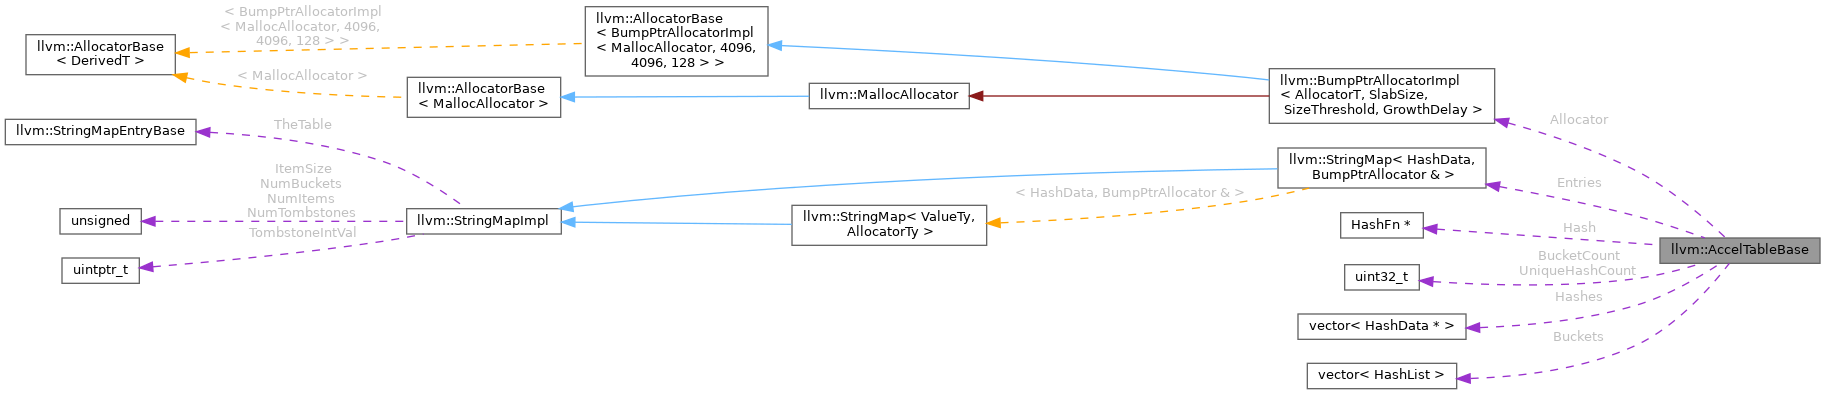 < BumpPtrAllocatorImpl
< MallocAllocator, 4096,
4096, 128 > >
llvm::AllocatorBase
< DerivedT >
< MallocAllocator >
llvm::AllocatorBase
< BumpPtrAllocatorImpl
< MallocAllocator, 4096,
4096, 128 > >
llvm::AllocatorBase
< MallocAllocator >
llvm::MallocAllocator
llvm::BumpPtrAllocatorImpl
< AllocatorT, SlabSize,
SizeThreshold, GrowthDelay >
Allocator
llvm::StringMapEntryBase
TheTable
ItemSize
NumBuckets
NumItems
NumTombstones
TombstoneIntVal
unsigned
uintptr_t
llvm::StringMapImpl
llvm::StringMap< ValueTy,
AllocatorTy >
< HashData, BumpPtrAllocator & >
llvm::StringMap< HashData,
BumpPtrAllocator & >
Entries
HashFn *
Hash
uint32_t
BucketCount
UniqueHashCount
vector< HashData * >
Hashes
vector< HashList >
Buckets
llvm::AccelTableBase